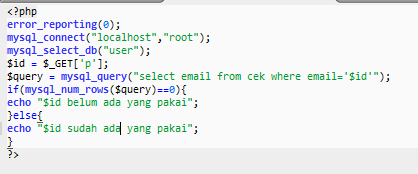 <?php
error_reporting(0);
mysql_connect("localhost","root");
mysql_select_db("user");
$id = $_GET['p'];
$query = mysql_query("select email from cek where email='$id'");
if(mysql_num_rows($query)==0){
echo "$id belum ada yang pakai";
}else{
echo "$id sudah ada yang pakai";
}
?>